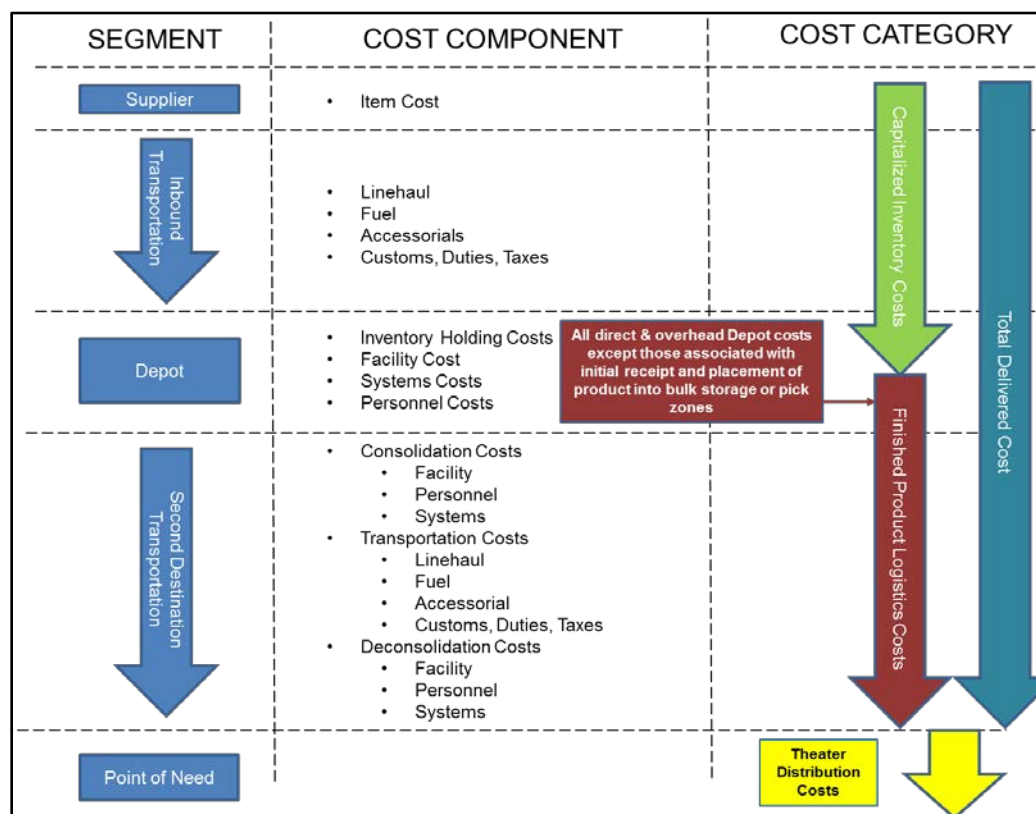 SEGMENT
COST COMPONENT
COST CATEGORY
Supplier
• Item Cost
Inbound
Transportation
• Linehaul
• Fuel
• Accessorials
• Customs, Duties, Taxes
Capitalized Inventory Costs
Total Delivered Cost
Depot
• Inventory Holding Costs
• Facility Cost
• Systems Costs
• Personnel Costs
All direct & overhead Depot costs
except those associated with
initial receipt and placement of
product into bulk storage or pick
zones
Finished Product Logistics Costs
Second Destination
Transportation
• Consolidation Costs
• Facility
• Personnel
• Systems
• Transportation Costs
• Linehaul
• Fuel
• Accessorial
• Customs, Duties, Taxes
• Deconsolidation Costs
• Facility
• Personnel
• Systems
Point of Need
Theater
Distribution
Costs